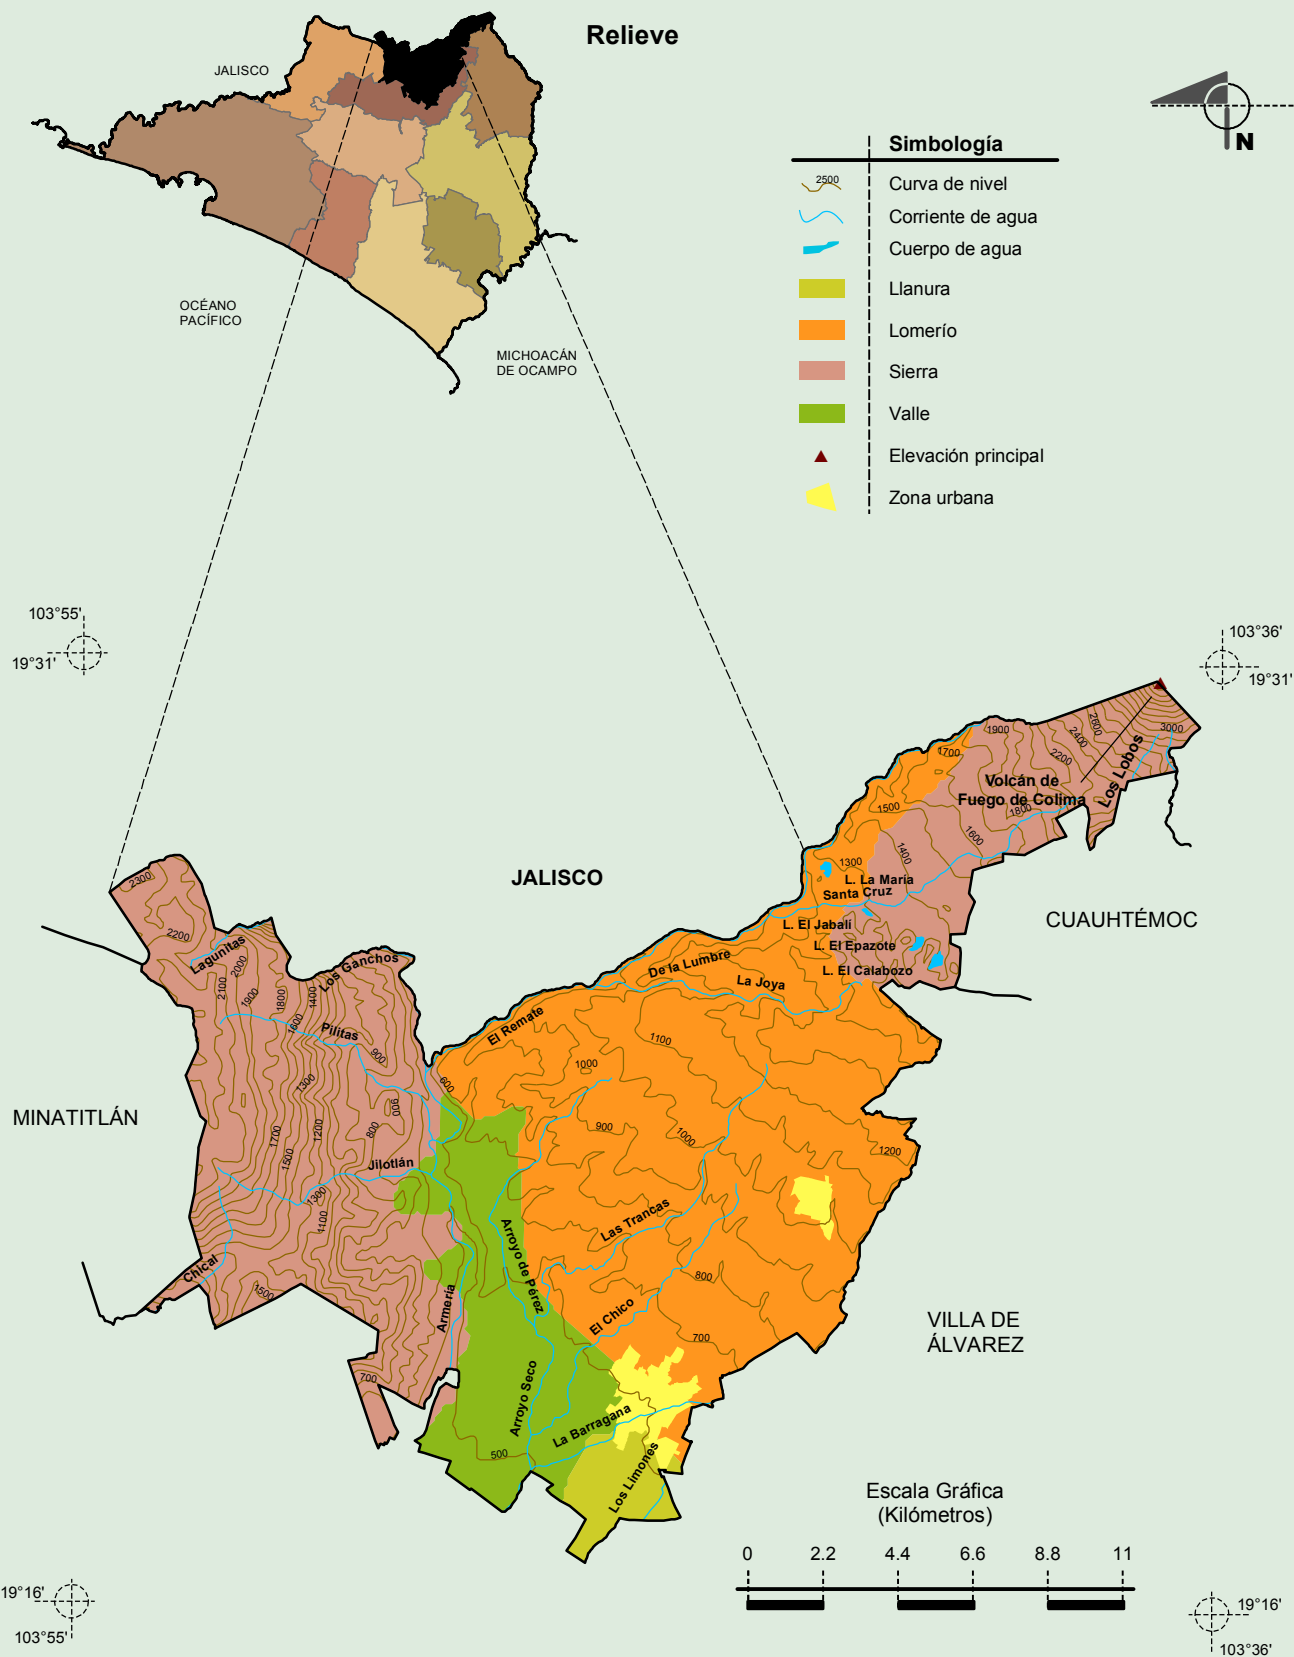 Relieve
JALISCO
OCÉANO
PACÍFICO
MICHOACÁN
DE OCAMPO
N
Simbología
2500
Curva de nivel
Corriente de agua
Cuerpo de agua
Llanura
Lomerío
Sierra
Valle
Elevación principal
Zona urbana
103°55'
19°31'
103°36'
19°31'
1900
2600
2400
2200
3000
1700
Los Lobos
Volcán de
Fuego de Colima
1800
1500
1600
1400
1300
L. La María
Santa Cruz
L. El Jabalí
L. El Epazote
L. El Calabozo
JALISCO
CUAUHTÉMOC
2300
2200
Lagunitas
2100
2000
1900
1800
1400
1600
Los Ganchos
Pilitas
900
De la Lumbre
La Joya
El Remate
1100
1000
600
1300
MINATITLÁN
1700
1500
1200
800
900
900
1000
1200
Jilotlán
1300
1100
Chical
1500
Armería
Arroyo de Pérez
Las Trancas
800
El Chico
700
VILLA DE
ÁLVAREZ
700
Arroyo Seco
La Barragana
500
Los Limones
Escala Gráfica
(Kilómetros)
0 2.2 4.4 6.6 8.8 11
19°16'
103°55'
19°16'
103°36'